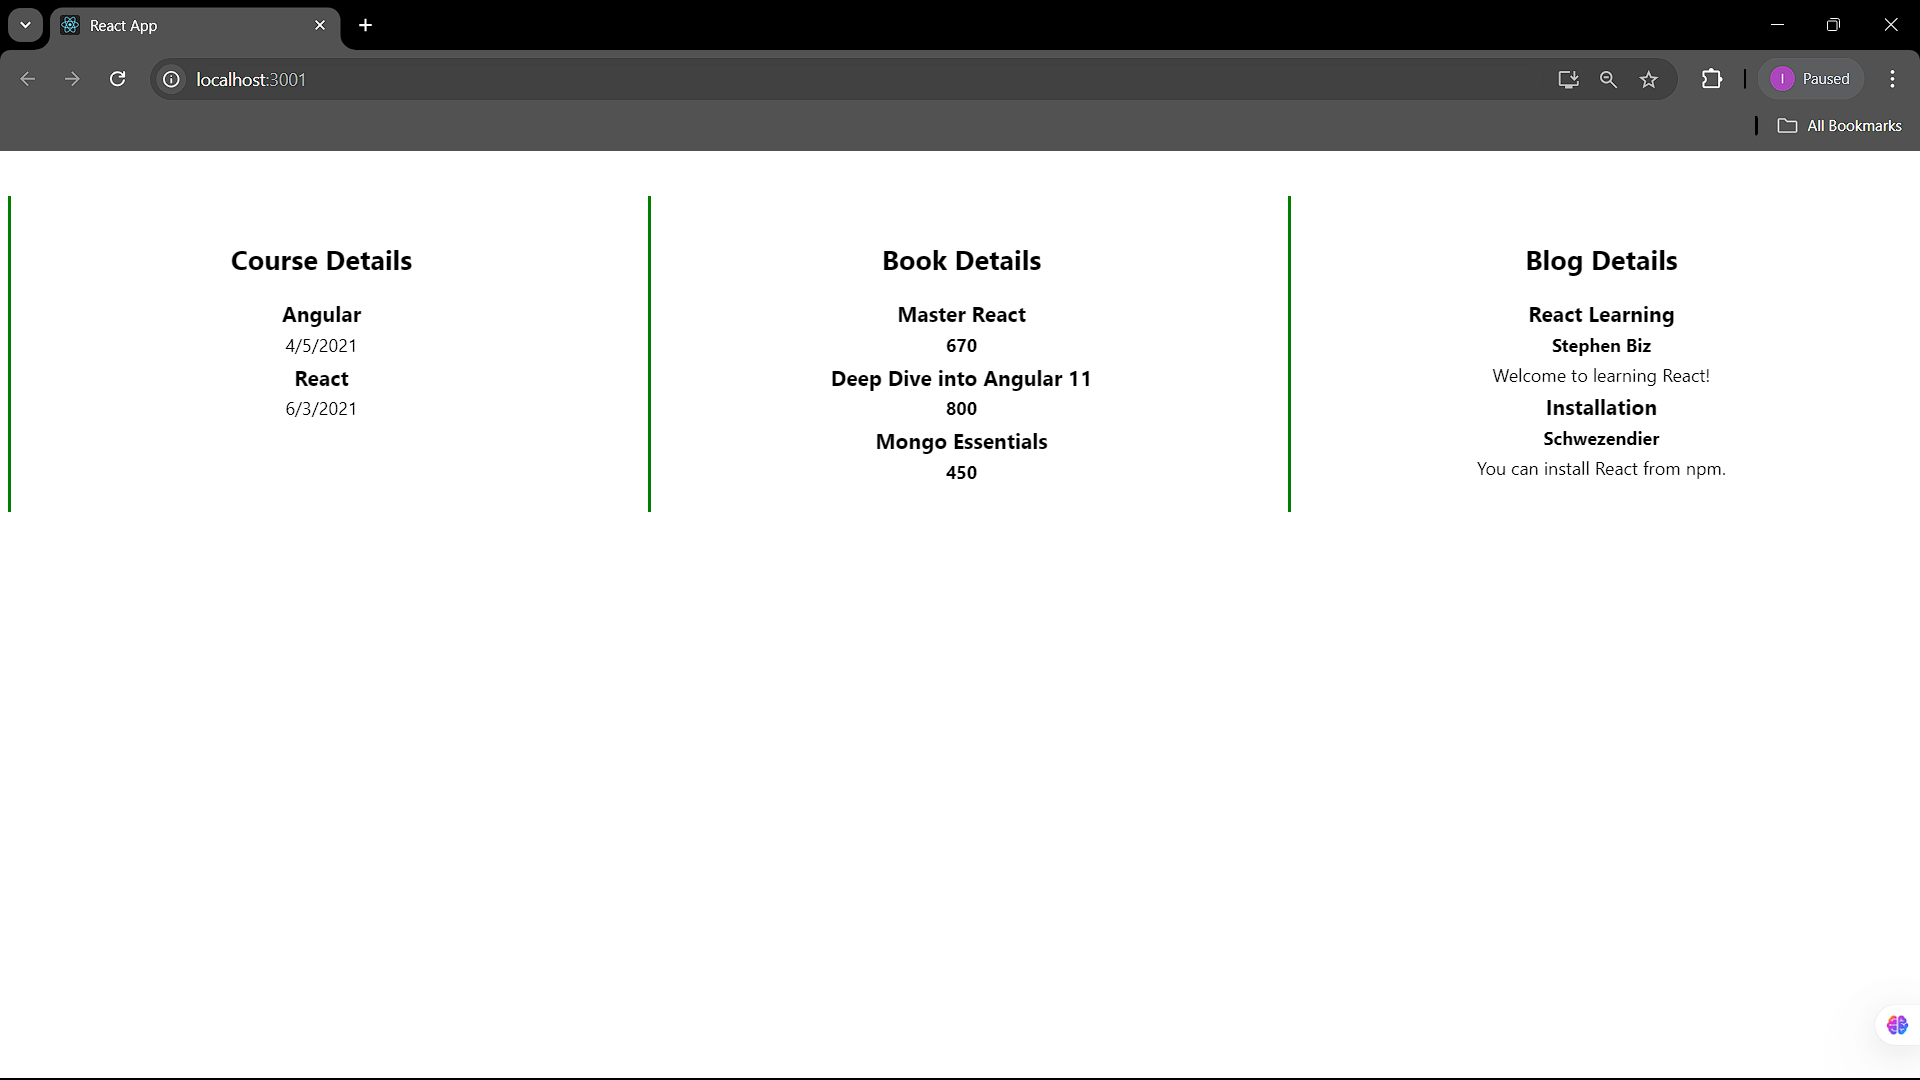 React App
localhost:3001
I
Paused
All Bookmarks
Course Details
Angular
4/5/2021
React
6/3/2021
Book Details
Master React
670
Deep Dive into Angular 11
800
Mongo Essentials
450
Blog Details
React Learning
Stephen Biz
Welcome to learning React!
Installation
Schwezendier
You can install React from npm.